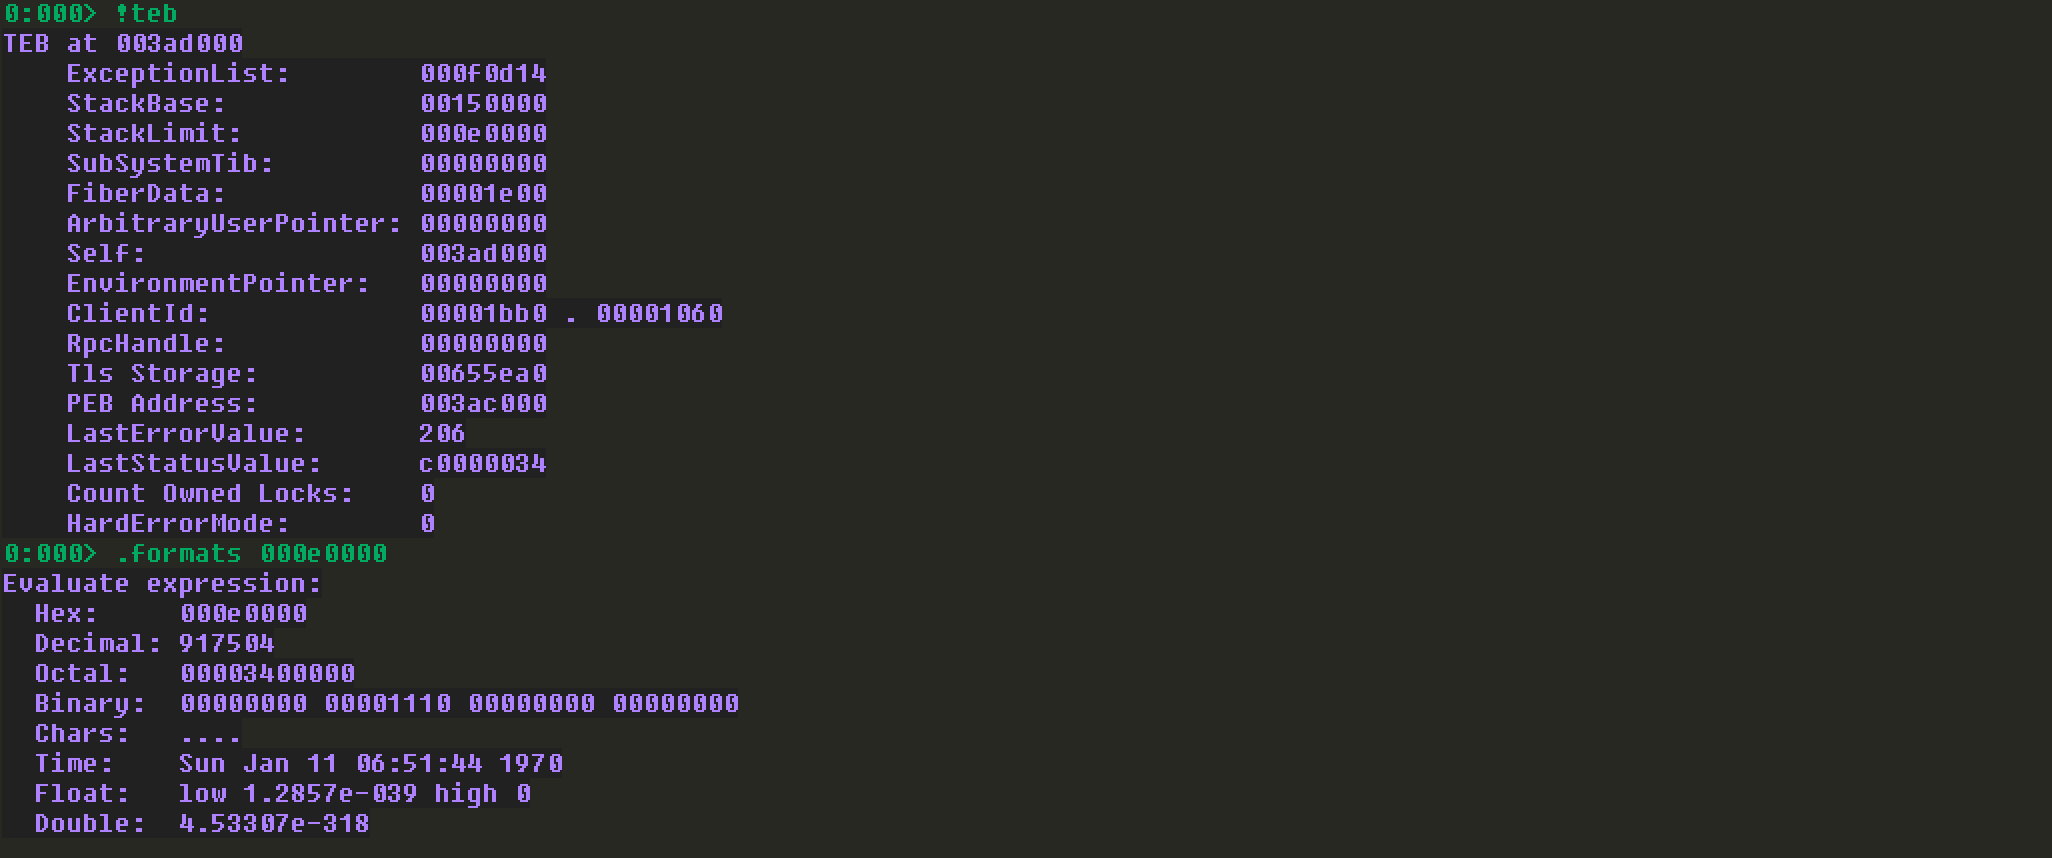 0:000> !teb
TEB at 003ad000
    ExceptionList:        000f0d14
    StackBase:            00150000
    StackLimit:           000e0000
    SubSystemTib:         00000000
    FiberData:            00001e00
    ArbitraryUserPointer: 00000000
    Self:                 003ad000
    EnvironmentPointer:   00000000
    ClientId:             00001bb0 . 00001060
    RpcHandle:            00000000
    Tls Storage:          00655ea0
    PEB Address:          003ac000
    LastErrorValue:       206
    LastStatusValue:      c0000034
    Count Owned Locks:    0
    HardErrorMode:        0
0:000> .formats 000e0000
Evaluate expression:
  Hex:     000e0000
  Decimal: 917504
  Octal:   00003400000
  Binary:  00000000 00001110 00000000 00000000
  Chars:   ....
  Time:    Sun Jan 11 06:51:44 1970
  Float:   low 1.2857e-039 high 0
  Double:  4.53307e-318